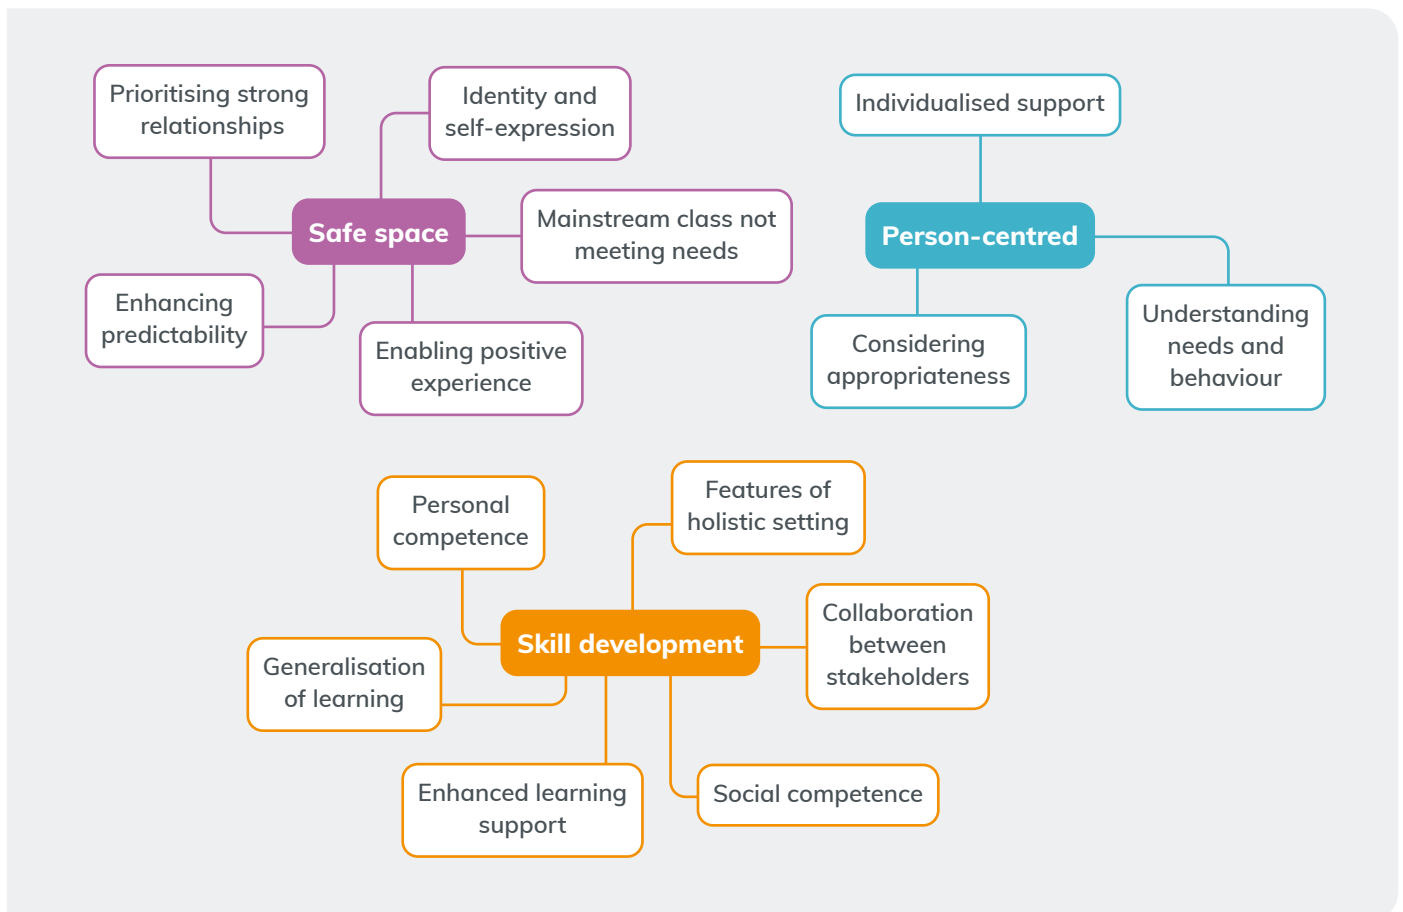 Prioritising strong
relationships
Identity and
self-expression
Safe space
Mainstream class not
meeting needs
Enhancing
predictability
Enabling positive
experience
Individualised support
Person-centred
Considering
appropriateness
Understanding
needs and
behaviour
Personal
competence
Features of
holistic setting
Skill development
Collaboration
between
stakeholders
Generalisation
of learning
Enhanced learning
support
Social competence